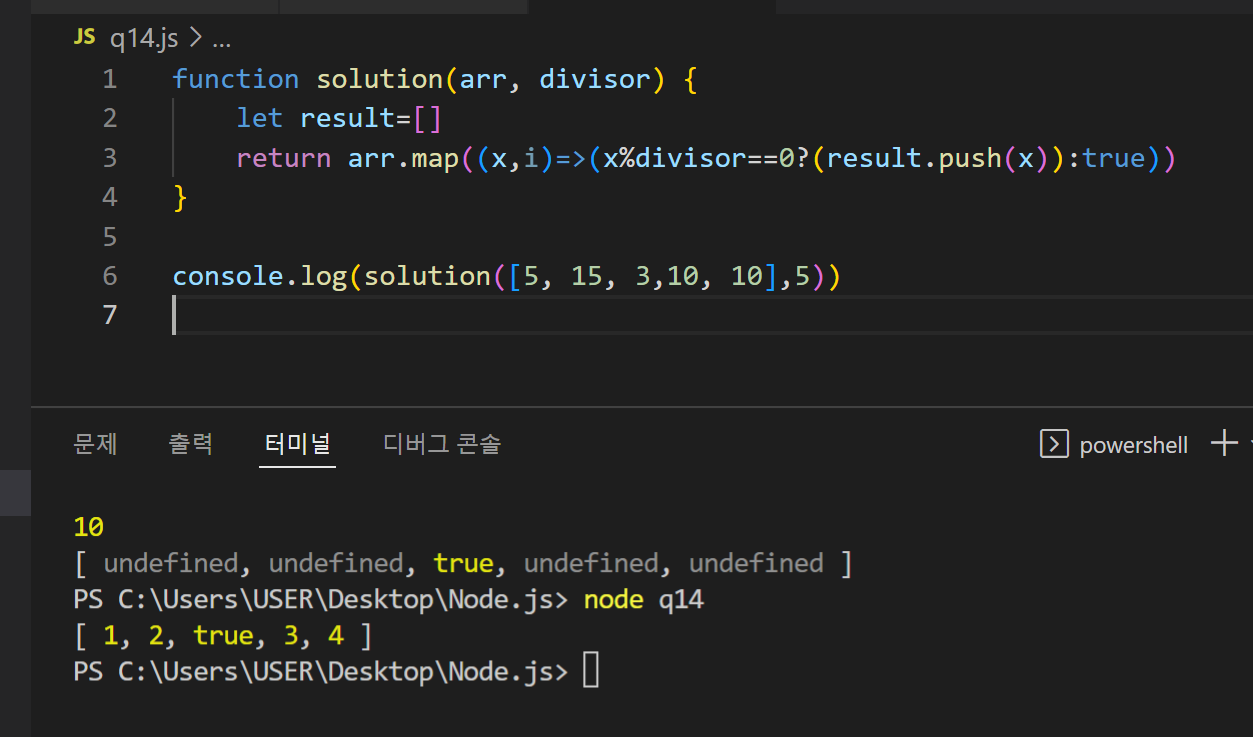 JS q14.js > ...
1 function solution(arr, divisor) {
2     let result=[]
3     return arr.map((x,i)=>(x%divisor==0?(result.push(x)):true))
4 }
5
6 console.log(solution([5, 15, 3,10, 10],5))
7
문제 출력 터미널 디버그 콘솔 powershell
10
[ undefined, undefined, true, undefined, undefined ]
PS C:\Users\USER\Desktop\Node.js> node q14
[ 1, 2, true, 3, 4 ]
PS C:\Users\USER\Desktop\Node.js>